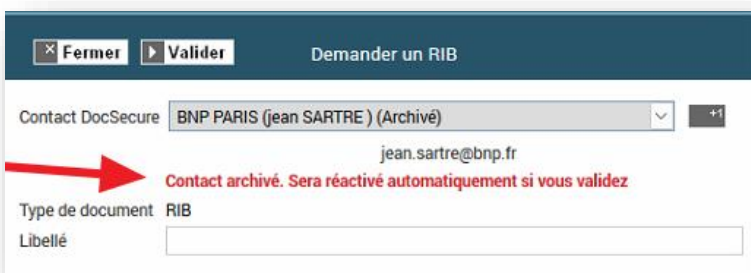 Fermer Valider Demander un RIB
Contact DocSecure BNP PARIS (jean SARTRE ) (Archivé) +1
jean.sartre@bnp.fr
Contact archivé. Sera réactivé automatiquement si vous validez
Type de document RIB
Libellé